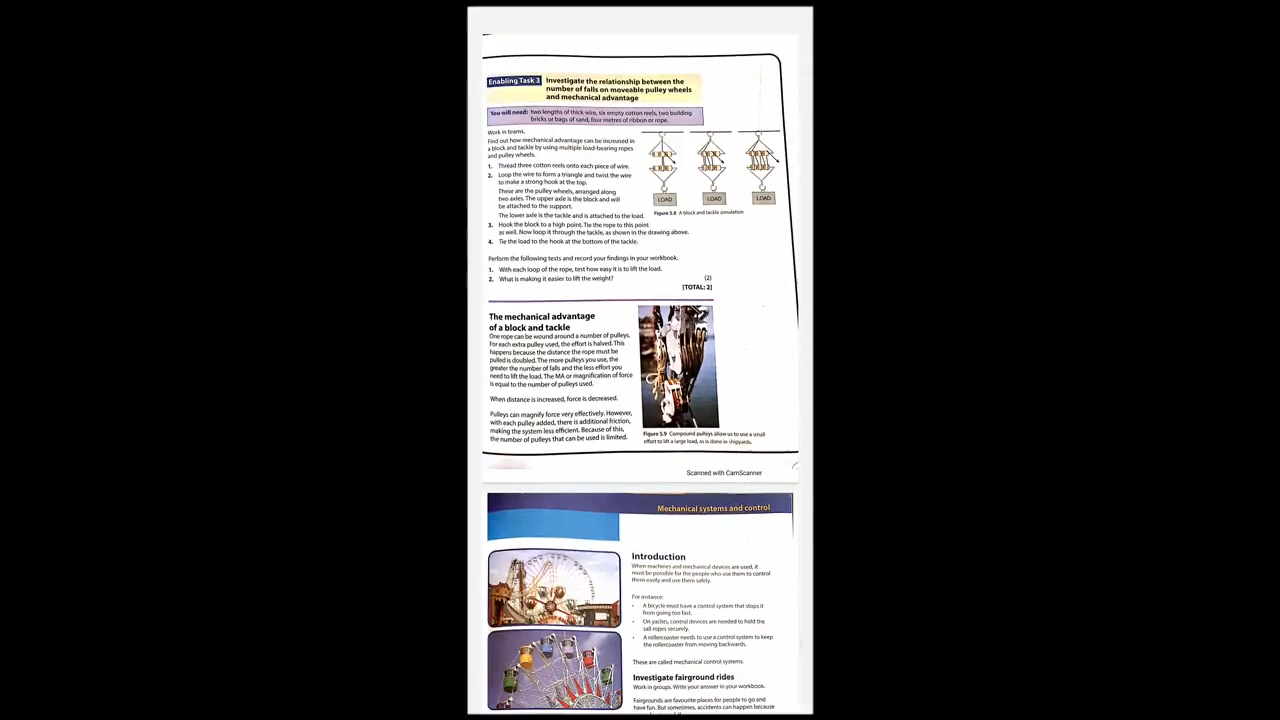 Enabling Task 3
Investigate the relationship between the
number of falls on moveable pulley wheels
and mechanical advantage
You will need: two lengths of thick wire, six empty cotton reels, two building
bricks or bags of sand, four metres of ribbon or rope.
Work in teams.
Find out how mechanical advantage can be increased in
a block and tackle by using multiple load-bearing ropes
and pulley wheels.
1. Thread three cotton reels onto each piece of wire.
2. Loop the wire to form a triangle and twist the wire
to make a strong hook at the top.
These are the pulley wheels, arranged along
two axles. The upper axle is the block and will
be attached to the support.
The lower axle is the tackle and is attached to the load.
3. Hook the block to a high point. Tie the rope to this point
as well. Now loop it through the tackle, as shown in the drawing above.
4. Tie the load to the hook at the bottom of the tackle.
LOAD
LOAD
LOAD
Figure 5.8 A block and tackle simulation
Perform the following tests and record your findings in your workbook.
1. With each loop of the rope, test how easy it is to lift the load.
2. What is making it easier to lift the weight? (2)
[TOTAL: 2]
The mechanical advantage
of a block and tackle
One rope can be wound around a number of pulleys.
For each extra pulley used, the effort is halved. This
happens because the distance the rope must be
pulled is doubled. The more pulleys you use, the
greater the number of falls and the less effort you
need to lift the load. The MA or magnification of force
is equal to the number of pulleys used.
When distance is increased, force is decreased.
Pulleys can magnify force very effectively. However,
with each pulley added, there is additional friction,
making the system less efficient. Because of this,
the number of pulleys that can be used is limited.
Figure 5.9 Compound pulleys allow us to use a small
effort to lift a large load, as is done in shipyards.
Scanned with CamScanner
Mechanical systems and control
Introduction
When machines and mechanical devices are used, it
must be possible for the people who use them to control
them easily and use them safely.
For instance:
• A bicycle must have a control system that stops it
from going too fast.
• On yachts, control devices are needed to hold the
sail ropes securely.
• A rollercoaster needs to use a control system to keep
the rollercoaster from moving backwards.
These are called mechanical control systems.
Investigate fairground rides
Work in groups. Write your answer in your workbook.
Fairgrounds are favourite places for people to go and
have fun. But sometimes, accidents can happen because